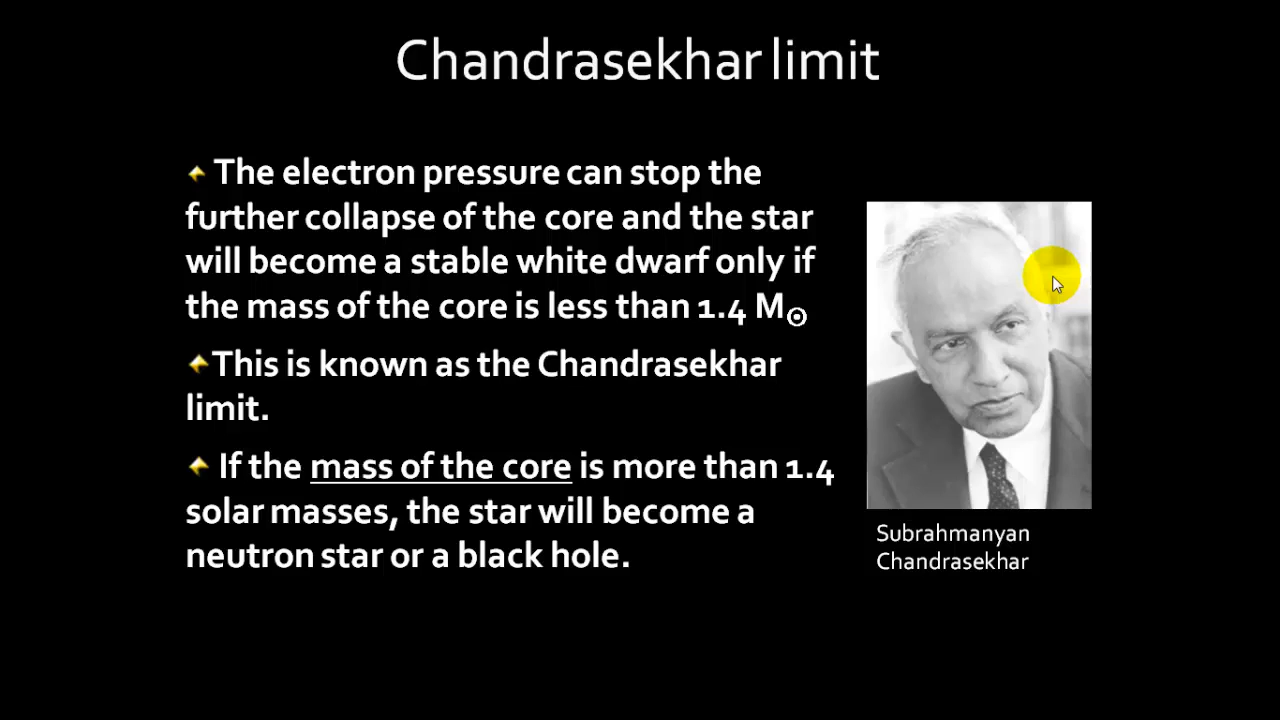 Chandrasekhar limit
The electron pressure can stop the
further collapse of the core and the star
will become a stable white dwarf only if
the mass of the core is less than 1.4 M☉
This is known as the Chandrasekhar
limit.
If the mass of the core is more than 1.4
solar masses, the star will become a
neutron star or a black hole.
Subrahmanyan
Chandrasekhar